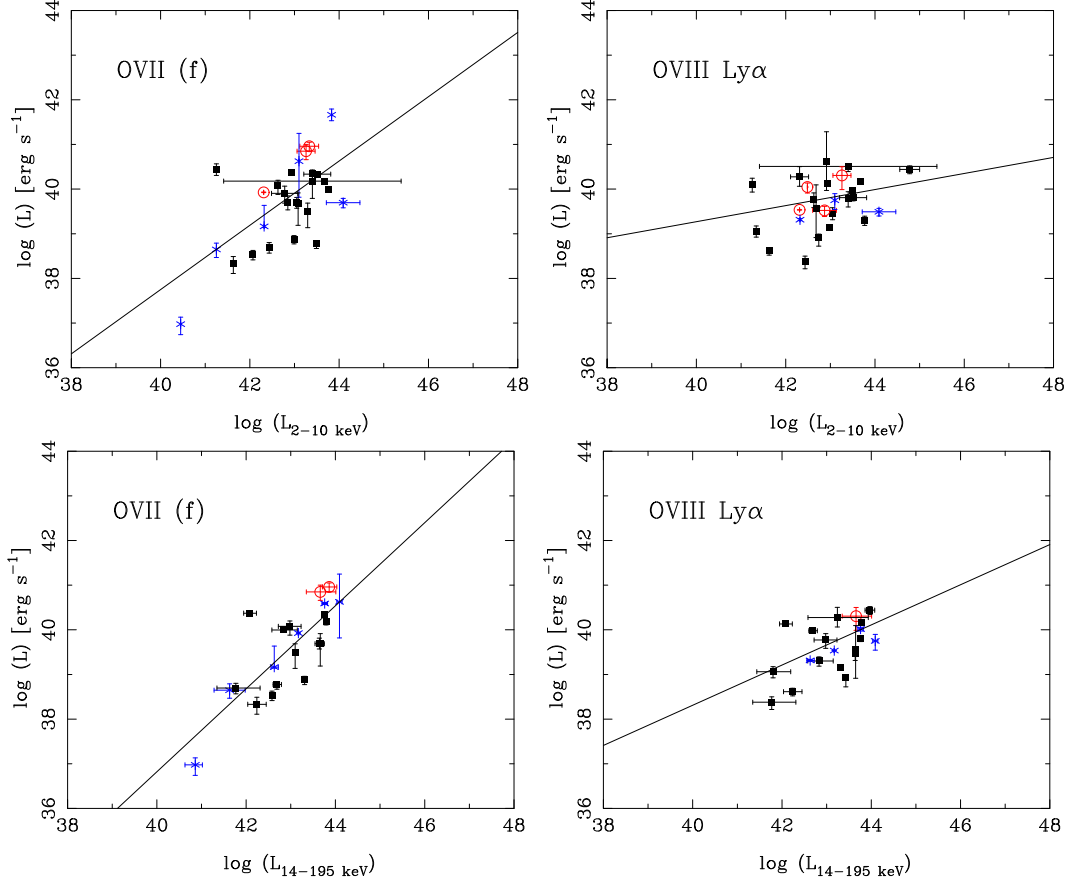 44
42
40
38
36
log (L) [erg s⁻¹]
OVII (f)
38 40 42 44 46 48
log (L₂₋₁₀ keV)
44
42
40
38
36
log (L) [erg s⁻¹]
OVIII Lyα
38 40 42 44 46 48
log (L₂₋₁₀ keV)
44
42
40
38
36
log (L) [erg s⁻¹]
OVII (f)
38 40 42 44 46 48
log (L₁₄₋₁₉₅ keV)
44
42
40
38
36
log (L) [erg s⁻¹]
OVIII Lyα
38 40 42 44 46 48
log (L₁₄₋₁₉₅ keV)